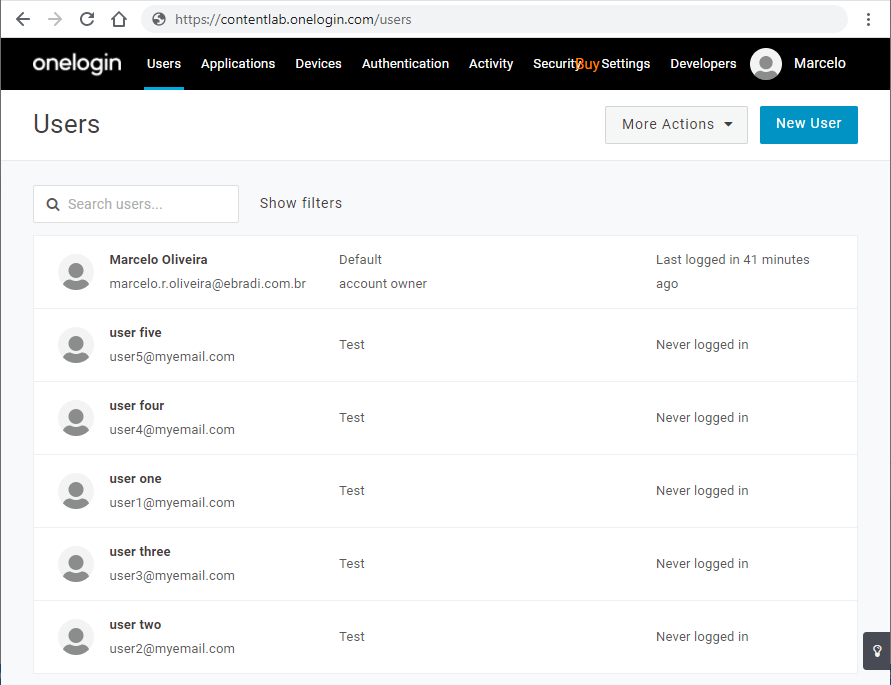 https://contentlab.onelogin.com/users
onelogin Users Applications Devices Authentication Activity Security Buy Settings Developers Marcelo
Users More Actions New User
Search users... Show filters
Marcelo Oliveira Default Last logged in 41 minutes
marcelo.r.oliveira@ebradi.com.br account owner ago
user five
Test Never logged in
user5@myemail.com
user four
Test Never logged in
user4@myemail.com
user one
Test Never logged in
user1@myemail.com
user three
Test Never logged in
user3@myemail.com
user two
Test Never logged in
user2@myemail.com